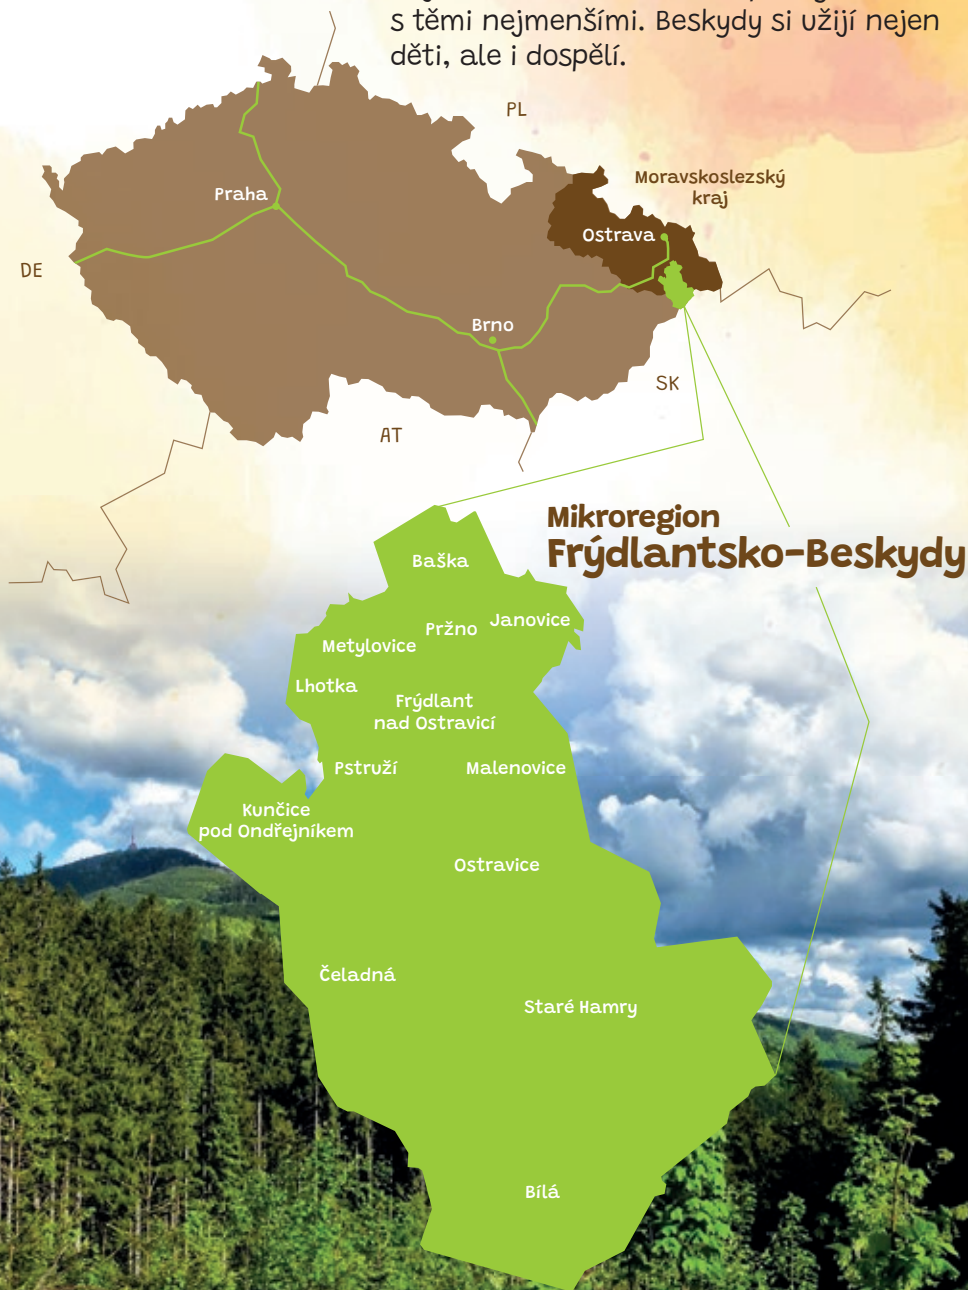 s těmi nejmenšími. Beskydy si užijí nejen
děti, ale i dospělí.
PL
Moravskoslezský
kraj
Praha
Ostrava
DE
Brno
SK
AT
Mikroregion
Frýdlantsko-Beskydy
Baška
Janovice
Pržno
Metylovice
Lhotka
Frýdlant
nad Ostravicí
Pstruží
Malenovice
Kunčice
pod Ondřejníkem
Ostravice
Čeladná
Staré Hamry
Bílá